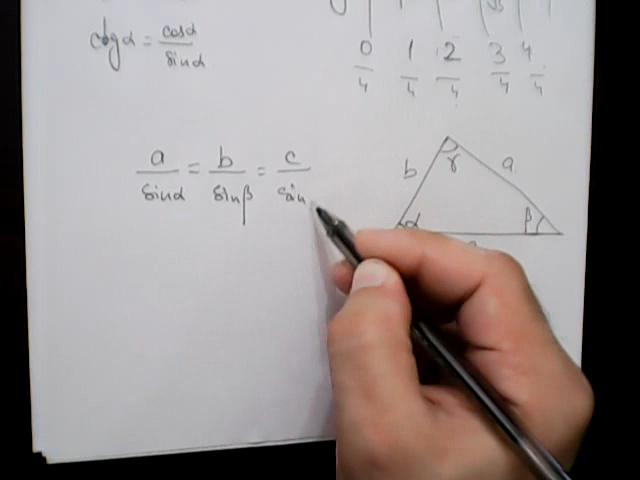 ctgα = cosα/sinα
0/4 1/4 2/4 3/4 4/4
a/sinα = b/sinβ = c/sin
b γ a
α β